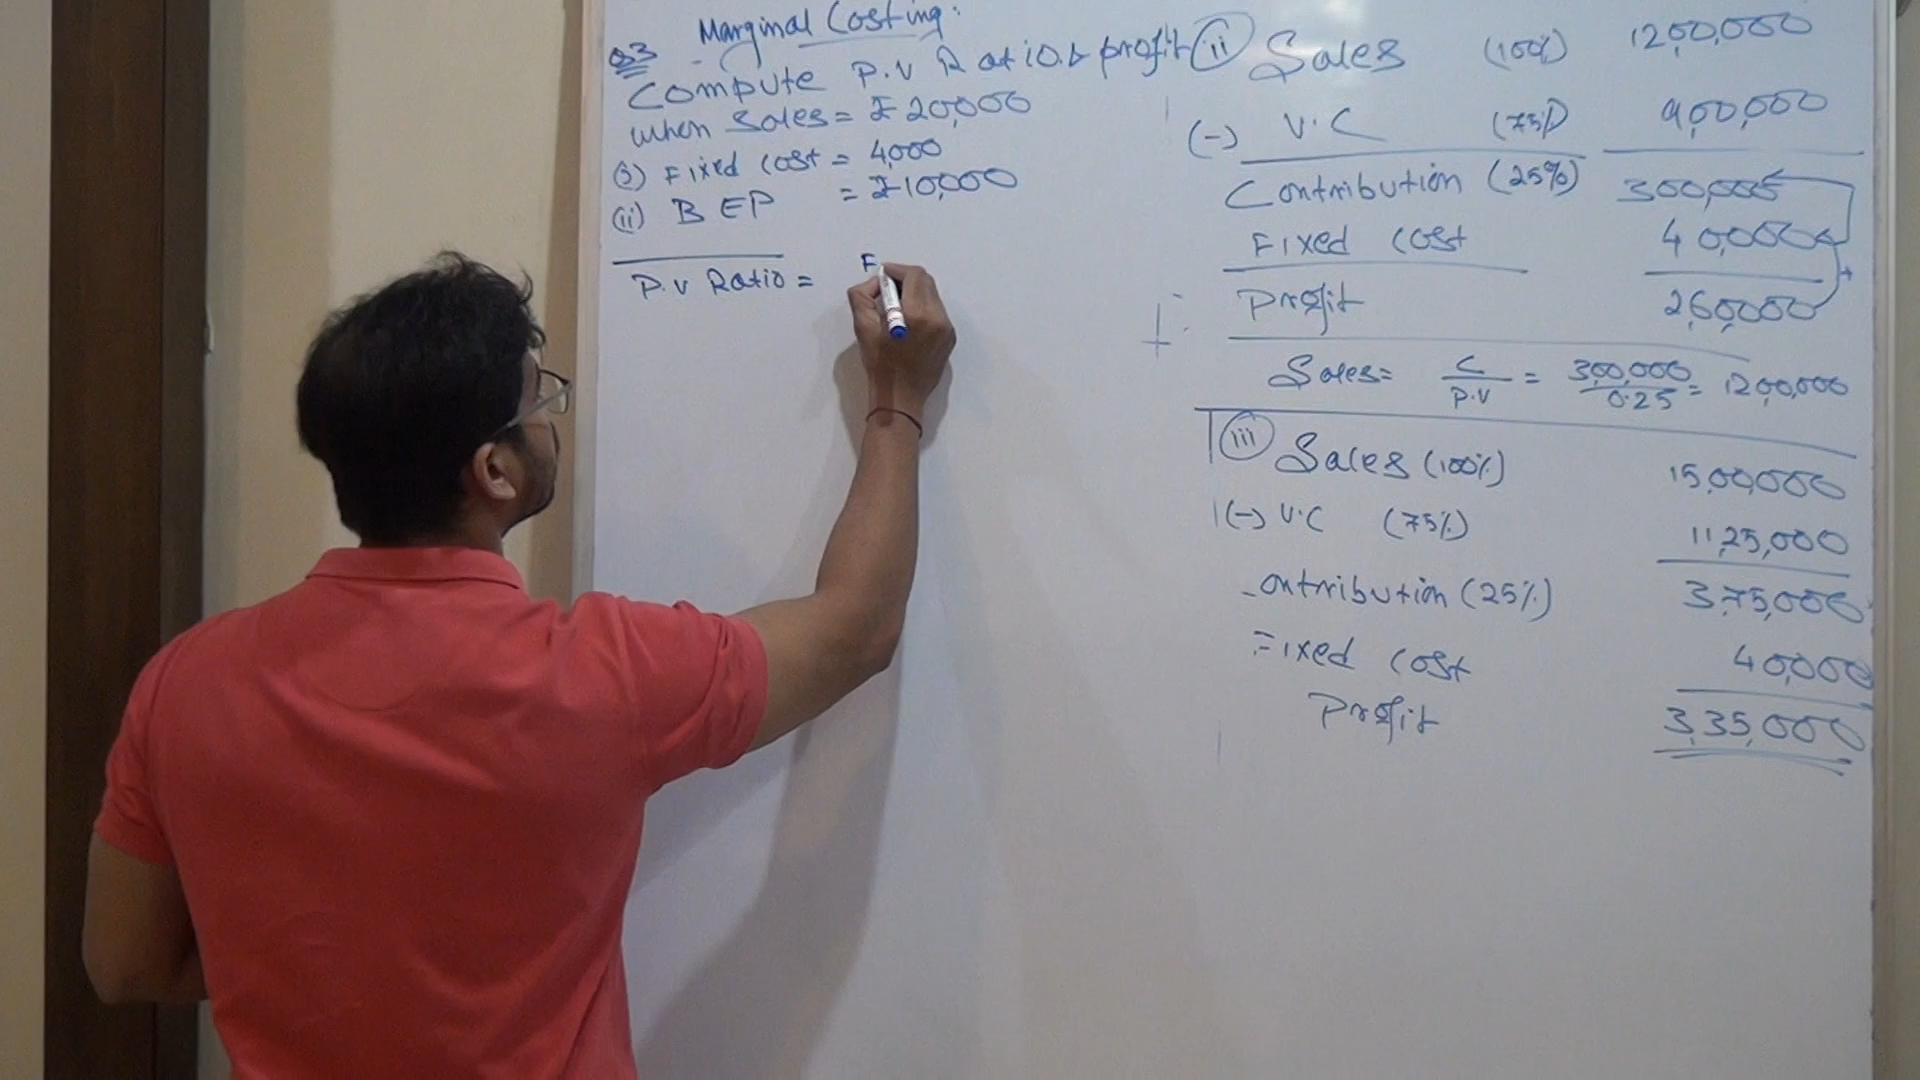 Marginal Costing:
Q3
Compute P.V Ratio & profit
when Sales = ₹ 20,000
(i) Fixed cost = 4,000
(ii) BEP = ₹ 10,000
P.V Ratio = F
(ii) Sales (100%) 12,00,000
(-) V.C (75%) 9,00,000
Contribution (25%) 300,000
Fixed cost 40,000
Profit 2,60,000
Sales = C/P.V = 3,00,000/0.25 = 12,00,000
(iii) Sales (100%) 15,00,000
(-) V.C (75%) 11,25,000
ontribution (25%) 3,75,000
Fixed cost 40,000
Profit 3,35,000